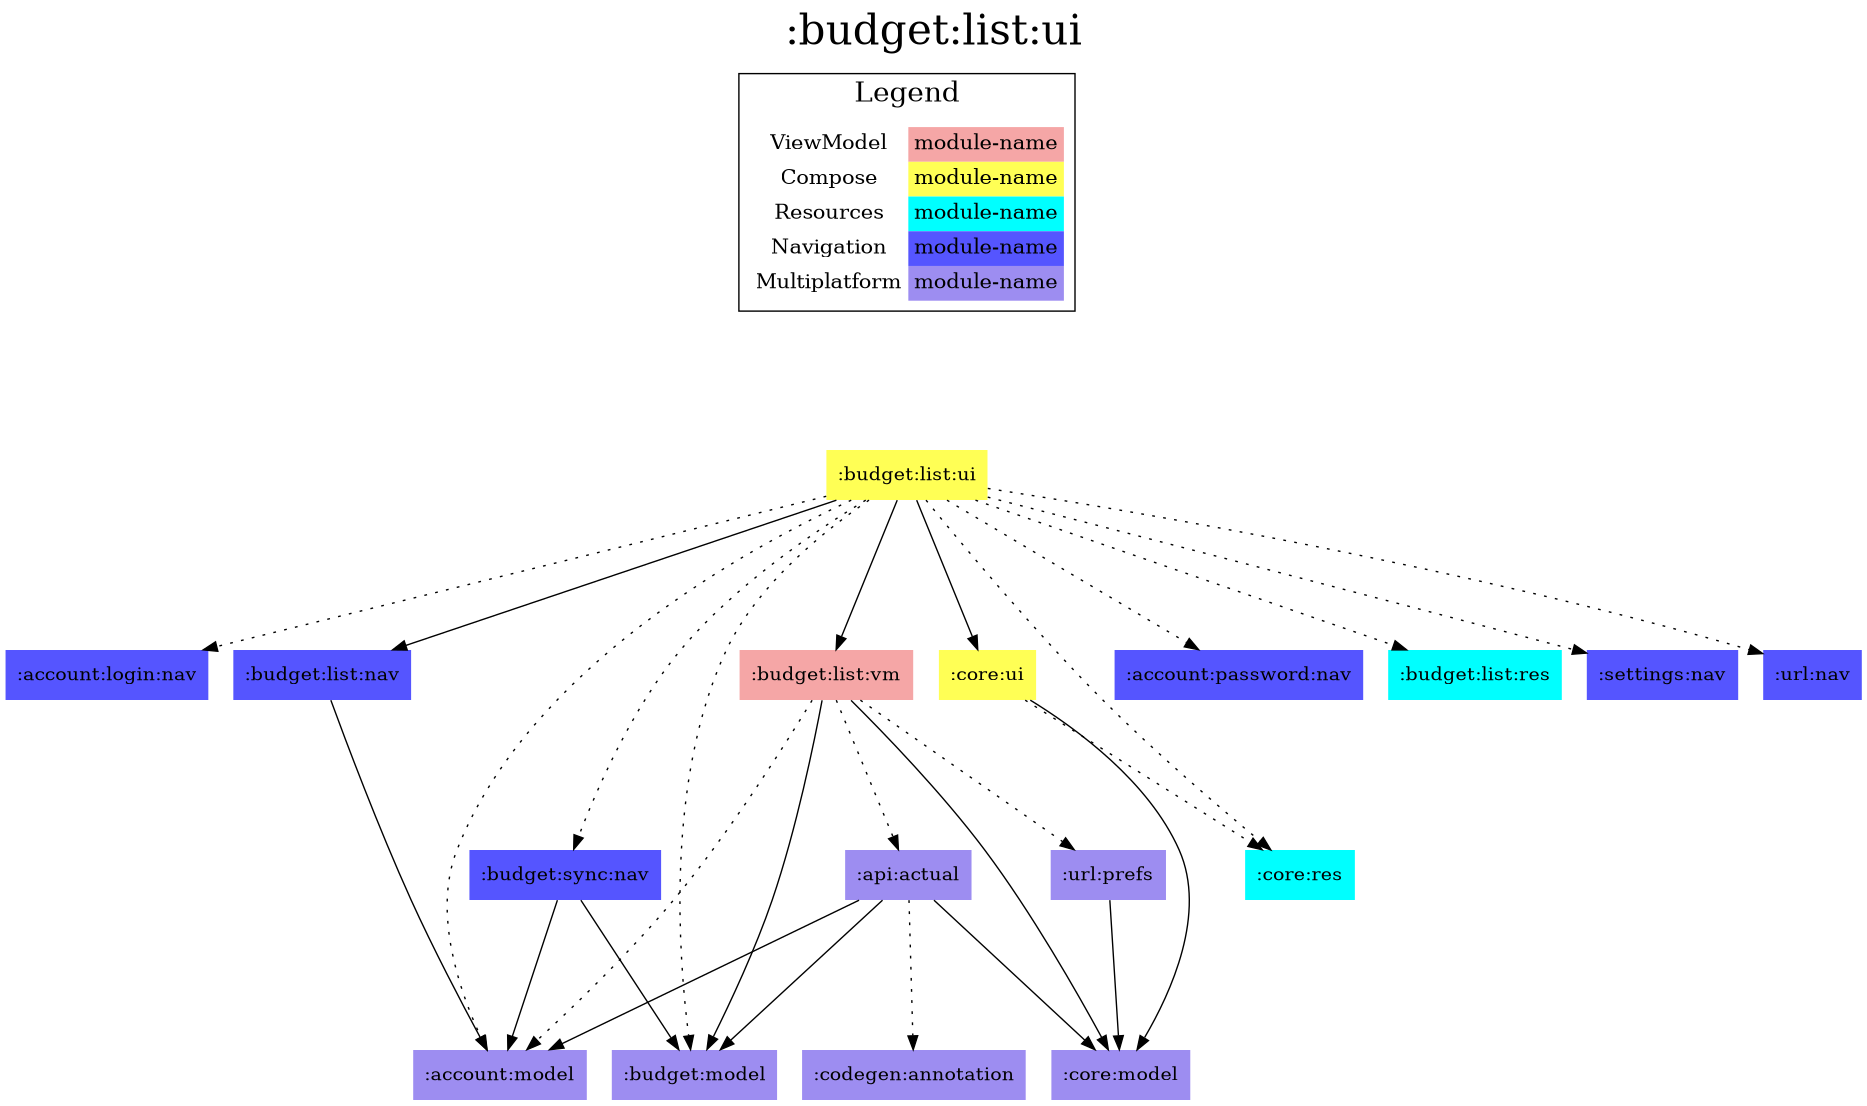 :budget:list:ui
Legend
ViewModel module-name
Compose module-name
Resources module-name
Navigation module-name
Multiplatform module-name
:budget:list:ui
:account:login:nav
:budget:list:nav
:budget:list:vm
:core:ui
:account:password:nav
:budget:list:res
:settings:nav
:url:nav
:budget:sync:nav
:api:actual
:url:prefs
:core:res
:account:model
:budget:model
:codegen:annotation
:core:model